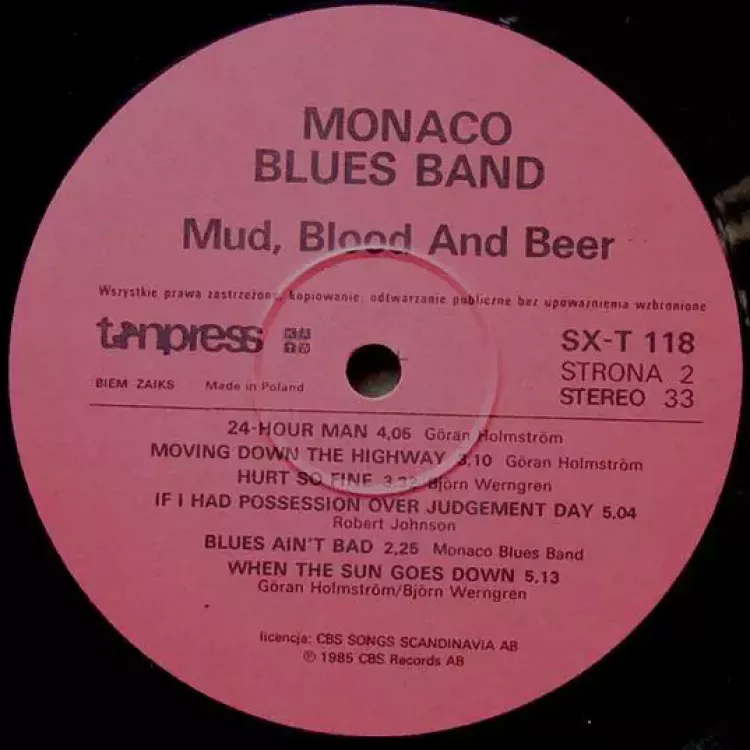 MONACO
BLUES BAND
Mud, Blood And Beer
Wszystkie prawa zastrzeżone, kopiowanie, odtwarzanie publiczne bez upoważnienia wzbronione
tonpress KAW SX-T 118
STRONA 2
BIEM ZAIKS Made in Poland STEREO 33
24-HOUR MAN 4,06 Göran Holmström
MOVING DOWN THE HIGHWAY 3,10 Göran Holmström
HURT SO FINE 3.32 Björn Werngren
IF I HAD POSSESSION OVER JUDGEMENT DAY 5.04
Robert Johnson
BLUES AIN'T BAD 2,25 Monaco Blues Band
WHEN THE SUN GOES DOWN 5,13
Göran Holmström/Björn Werngren
licencja: CBS SONGS SCANDINAVIA AB
℗ 1985 CBS Records AB